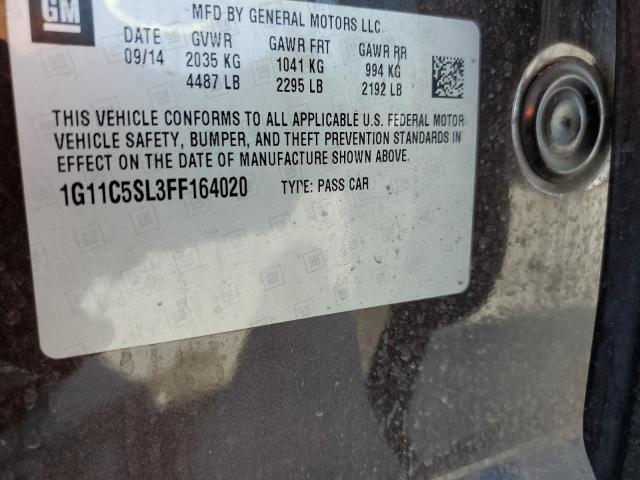 GM
MFD BY GENERAL MOTORS LLC
DATE GVWR GAWR FRT GAWR RR
09/14 2035 KG 1041 KG 994 KG
4487 LB 2295 LB 2192 LB
THIS VEHICLE CONFORMS TO ALL APPLICABLE U.S. FEDERAL MOTOR
VEHICLE SAFETY, BUMPER, AND THEFT PREVENTION STANDARDS IN
EFFECT ON THE DATE OF MANUFACTURE SHOWN ABOVE.
1G11C5SL3FF164020 TYPE: PASS CAR